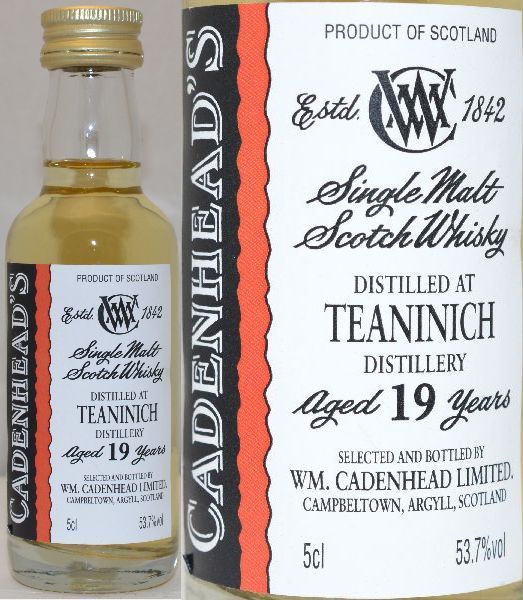 CADENHEAD'S
PRODUCT OF SCOTLAND
Estd. WC 1842
Single Malt
Scotch Whisky
DISTILLED AT
TEANINICH
DISTILLERY
Aged 19 Years
SELECTED AND BOTTLED BY
WM. CADENHEAD LIMITED.
CAMPBELTOWN, ARGYLL, SCOTLAND
5cl 53.7%vol
CADENHEAD'S
PRODUCT OF SCOTLAND
Estd. WC 1842
Single Malt
Scotch Whisky
DISTILLED AT
TEANINICH
DISTILLERY
Aged 19 Years
SELECTED AND BOTTLED BY
WM. CADENHEAD LIMITED.
CAMPBELTOWN, ARGYLL, SCOTLAND
5cl 53.7%vol